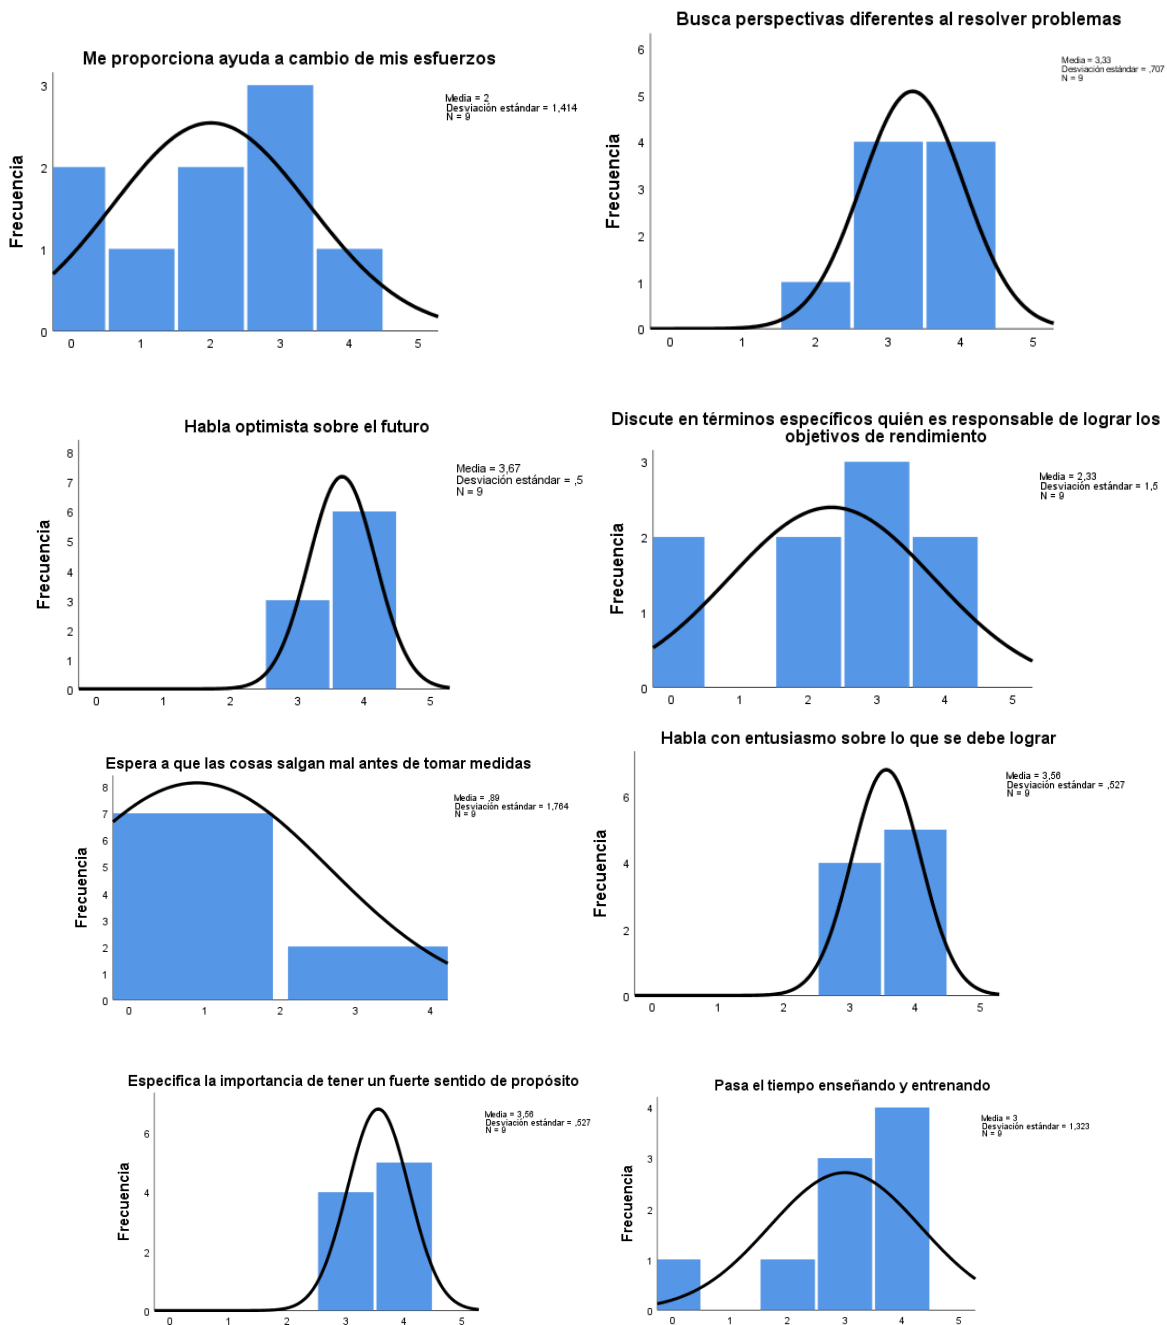 Me proporciona ayuda a cambio de mis esfuerzos
Media = 2
Desviación estándar = 1,414
N = 9
Frecuencia
3
2
1
0
0 1 2 3 4 5
Busca perspectivas diferentes al resolver problemas
Media = 3,33
Desviación estándar = ,707
N = 9
Frecuencia
6
5
4
3
2
1
0
0 1 2 3 4 5
Habla optimista sobre el futuro
Media = 3,67
Desviación estándar = ,5
N = 9
Frecuencia
8
7
6
5
4
3
2
1
0
0 1 2 3 4 5
Discute en términos específicos quién es responsable de lograr los
objetivos de rendimiento
Media = 2,33
Desviación estándar = 1,5
N = 9
Frecuencia
3
2
1
0
0 1 2 3 4 5
Espera a que las cosas salgan mal antes de tomar medidas
Media = ,89
Desviación estándar = 1,764
N = 9
Frecuencia
8
7
6
5
4
3
2
1
0
0 1 2 3 4
Habla con entusiasmo sobre lo que se debe lograr
Media = 3,56
Desviación estándar = ,527
N = 9
Frecuencia
6
4
2
0
0 1 2 3 4 5
Especifica la importancia de tener un fuerte sentido de propósito
Media = 3,56
Desviación estándar = ,527
N = 9
Frecuencia
6
4
2
0
0 1 2 3 4 5
Pasa el tiempo enseñando y entrenando
Media = 3
Desviación estándar = 1,323
N = 9
Frecuencia
4
3
2
1
0
0 1 2 3 4 5